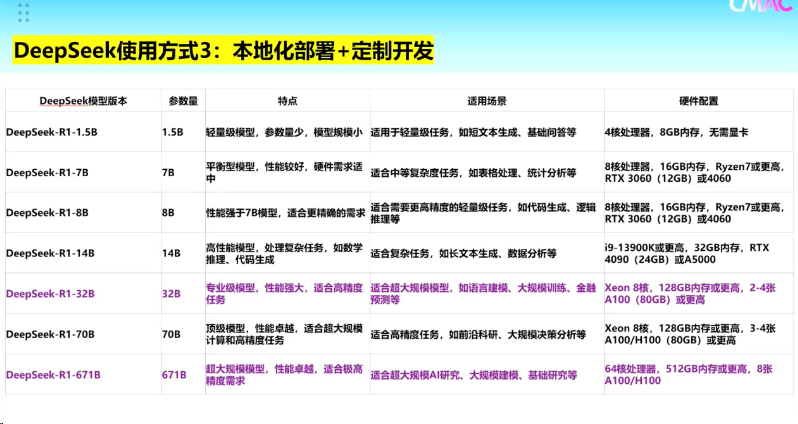 CMAC
DeepSeek使用方式3：本地化部署+定制开发
DeepSeek模型版本 参数量 特点 适用场景 硬件配置
DeepSeek-R1-1.5B 1.5B 轻量级模型，参数量少，模型规模小 适用于轻量级任务，如短文本生成、基础问答等 4核处理器，8GB内存，无需显卡
DeepSeek-R1-7B 7B 平衡型模型，性能较好，硬件需求适
中 适合中等复杂度任务，如表格处理、统计分析等 8核处理器，16GB内存，Ryzen7或更高，
RTX 3060（12GB）或4060
DeepSeek-R1-8B 8B 性能强于7B模型，适合更精确的需求 适合需要更高精度的轻量级任务，如代码生成、逻辑
推理等 8核处理器，16GB内存，Ryzen7或更高，
RTX 3060（12GB）或4060
DeepSeek-R1-14B 14B 高性能模型，处理复杂任务，如数学
推理、代码生成 适合复杂任务，如长文本生成、数据分析等 i9-13900K或更高，32GB内存，RTX
4090（24GB）或A5000
DeepSeek-R1-32B 32B 专业级模型，性能强大，适合高精度
任务 适合超大规模模型，如语言建模、大规模训练、金融
预测等 Xeon 8核，128GB内存或更高，2-4张
A100（80GB）或更高
DeepSeek-R1-70B 70B 顶级模型，性能卓越，适合超大规模
计算和高精度任务 适合高精度任务，如前沿科研、大规模决策分析等 Xeon 8核，128GB内存或更高，3-4张
A100/H100（80GB）或更高
DeepSeek-R1-671B 671B 超大规模模型，性能卓越，适合极高
精度需求 适合超大规模AI研究、大规模建模、基础研究等 64核处理器，512GB内存或更高，8张
A100/H100